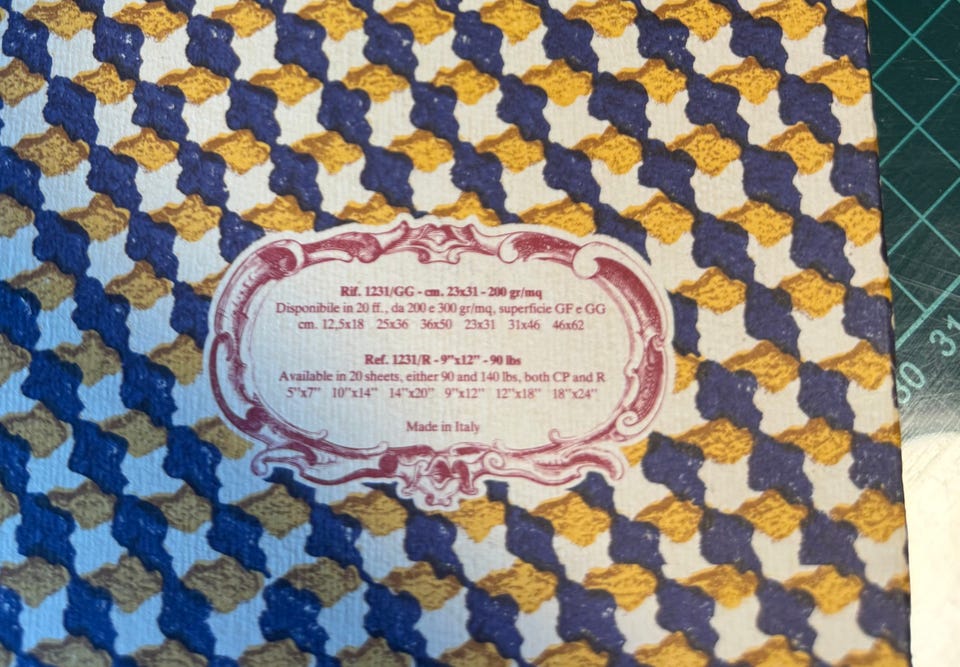 Rif. 1231/GG - cm. 23x31 - 200 gr/mq
Disponibile in 20 ff., da 200 e 300 gr/mq, superficie GF e GG
cm. 12,5x18 25x36 36x50 23x31 31x46 46x62
Ref. 1231/R - 9"x12" - 90 lbs
Available in 20 sheets, either 90 and 140 lbs, both CP and R
5"x7" 10"x14" 14"x20" 9"x12" 12"x18" 18"x24"
Made in Italy
31
30